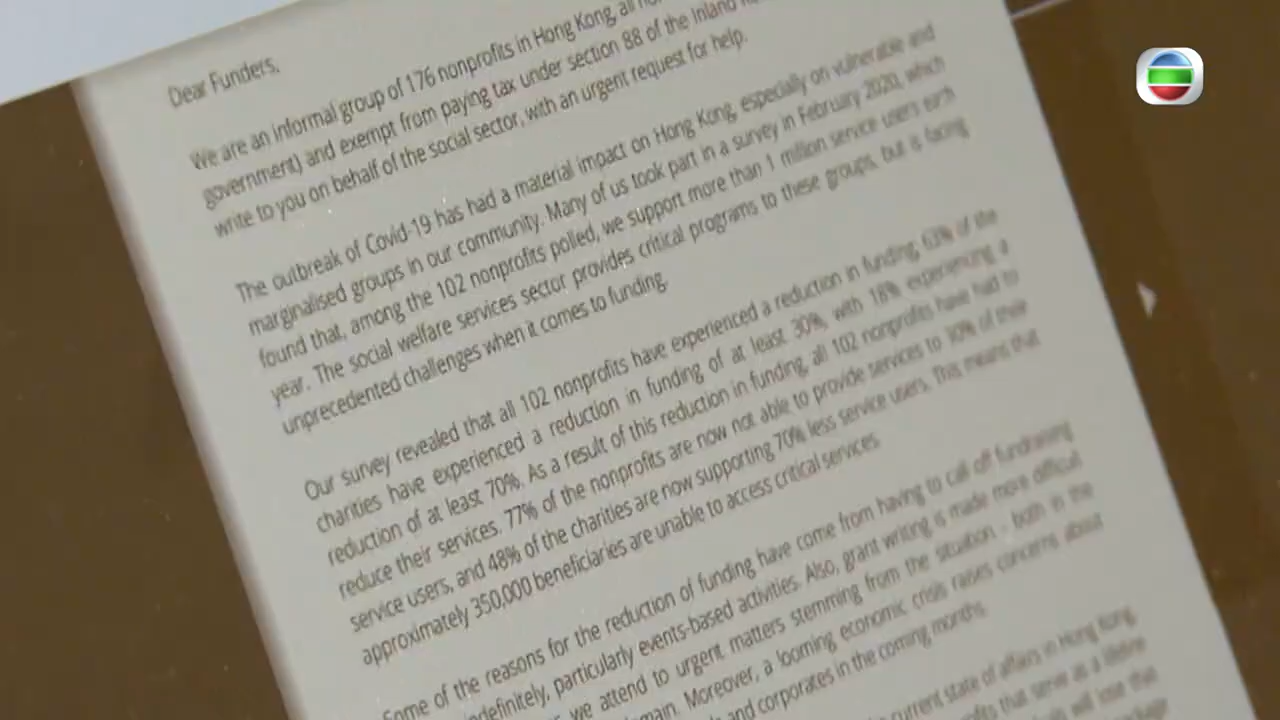 Dear Funders,
We are an informal group of 176 nonprofits in Hong Kong, all
government) and exempt from paying tax under section 88 of the Inland
write to you on behalf of the social sector, with an urgent request for help.
The outbreak of Covid-19 has had a material impact on Hong Kong, especially on vulnerable and
marginalised groups in our community. Many of us took part in a survey in February 2020, which
found that, among the 102 nonprofits polled, we support more than 1 million service users each
year. The social welfare services sector provides critical programs to these groups, but is facing
unprecedented challenges when it comes to funding.
Our survey revealed that all 102 nonprofits have experienced a reduction in funding, 63% of the
charities have experienced a reduction in funding of at least 30%, with 18% experiencing a
reduction of at least 70%. As a result of this reduction in funding, all 102 nonprofits have had to
reduce their services. 77% of the nonprofits are now not able to provide services to 30% of their
service users, and 48% of the charities are now supporting 70% less service users. This means that
approximately 350,000 beneficiaries are unable to access critical services.
Some of the reasons for the reduction of funding have come from having to call off fundraising
indefinitely, particularly events-based activities. Also, grant writing is made more difficult
we attend to urgent matters stemming from the situation - both in the
Moreover, a looming economic crisis raises concerns about
and corporates in the coming months.
current state of affairs in Hong Kong,
that serve as a lifeline
will lose this